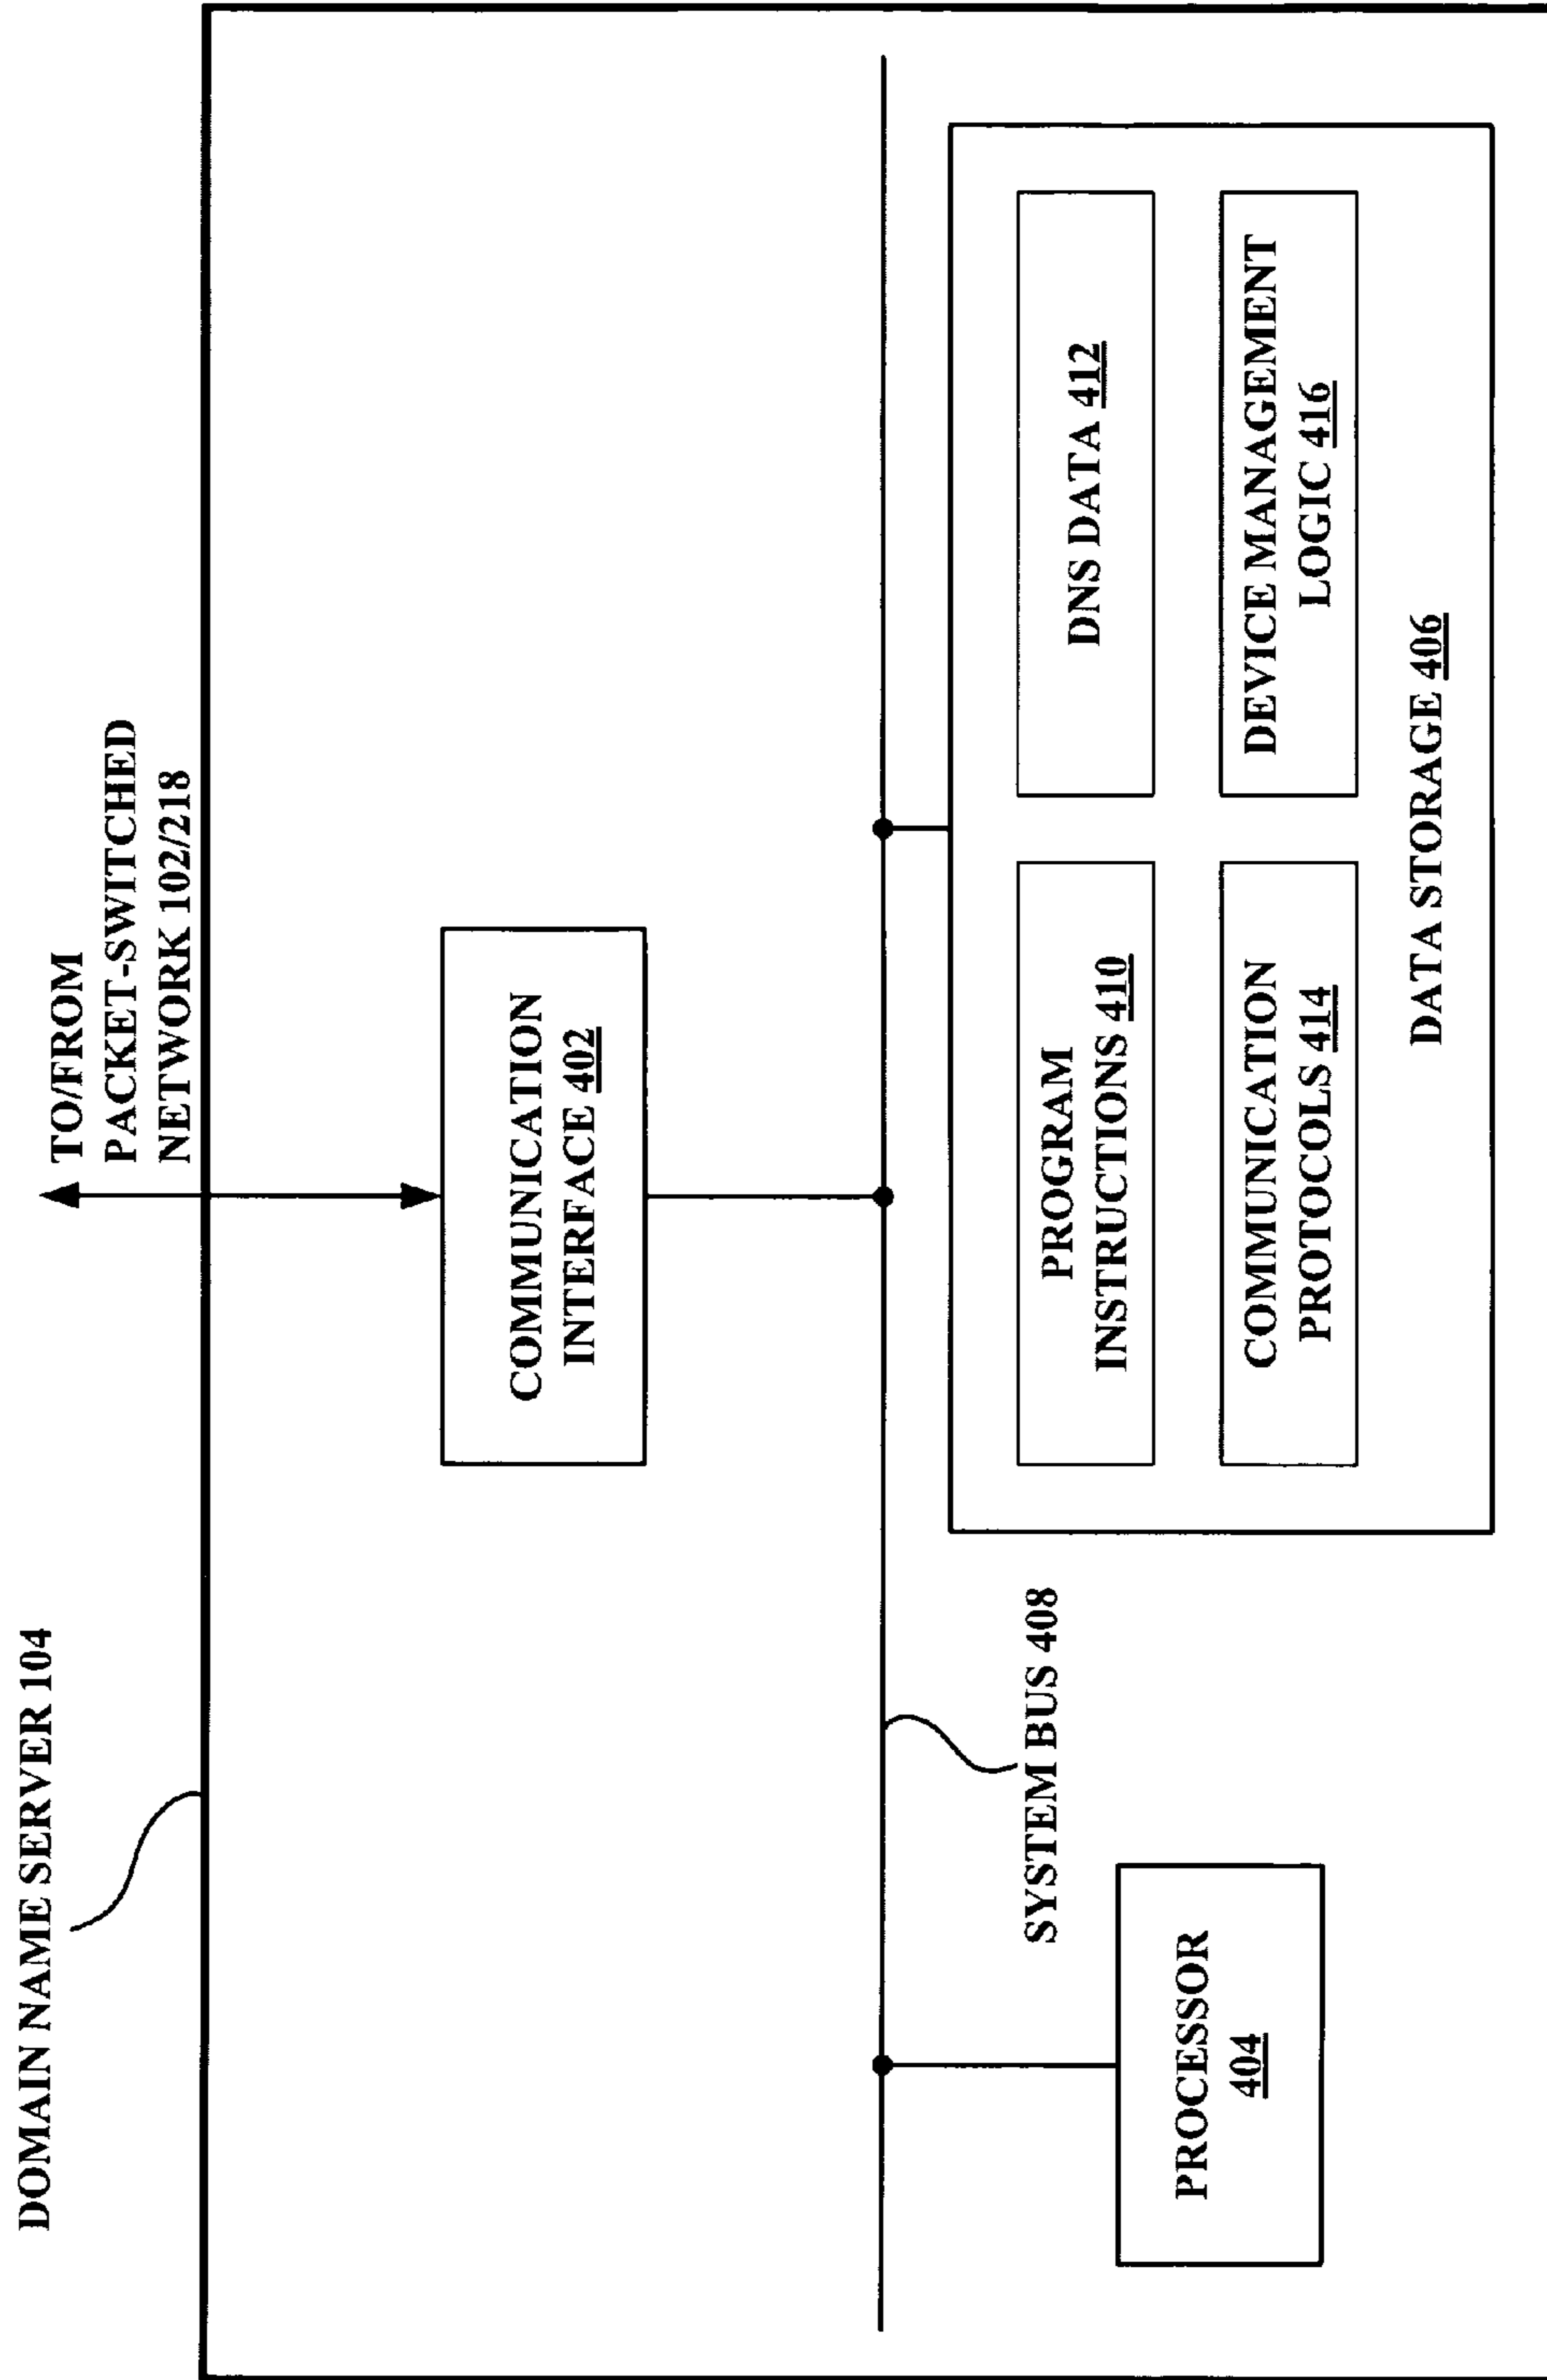 DOMAIN NAME SERVER 104
TO/FROM
PACKET-SWITCHED
NETWORK 102/218
COMMUNICATION
INTERFACE 402
SYSTEM BUS 408
PROCESSOR
404
PROGRAM
INSTRUCTIONS 410
DNS DATA 412
COMMUNICATION
PROTOCOLS 414
DEVICE MANAGEMENT
LOGIC 416
DATA STORAGE 406